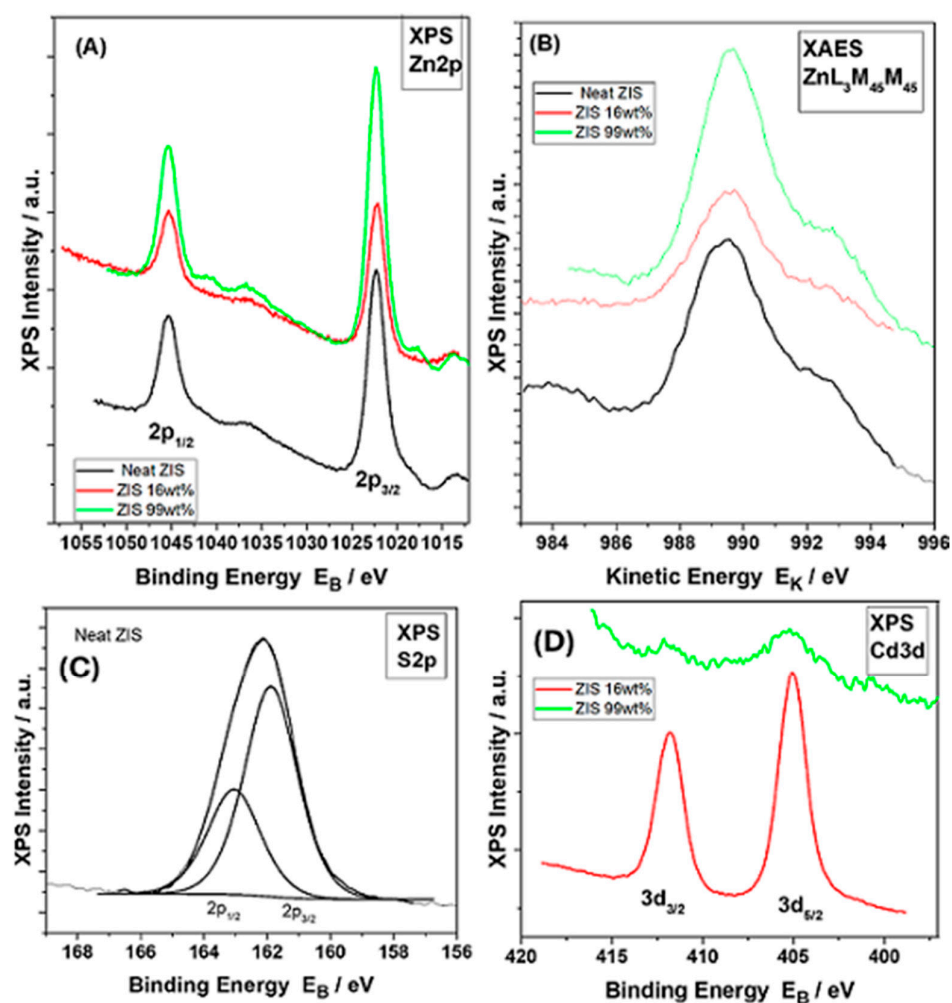 (A)
XPS
Zn2p
XPS Intensity / a.u.
2p1/2
2p3/2
Neat ZIS
ZIS 16wt%
ZIS 99wt%
1055 1050 1045 1040 1035 1030 1025 1020 1015
Binding Energy EB / eV
(B)
XAES
ZnL3M45M45
Neat ZIS
ZIS 16wt%
ZIS 99wt%
XPS Intensity / a.u.
984 986 988 990 992 994 996
Kinetic Energy EK / eV
Neat ZIS
(C)
XPS
S2p
XPS Intensity / a.u.
2p1/2
2p3/2
168 166 164 162 160 158 156
Binding Energy EB / eV
(D)
XPS
Cd3d
ZIS 16wt%
ZIS 99wt%
XPS Intensity / a.u.
3d3/2
3d5/2
420 415 410 405 400
Binding Energy EB / eV